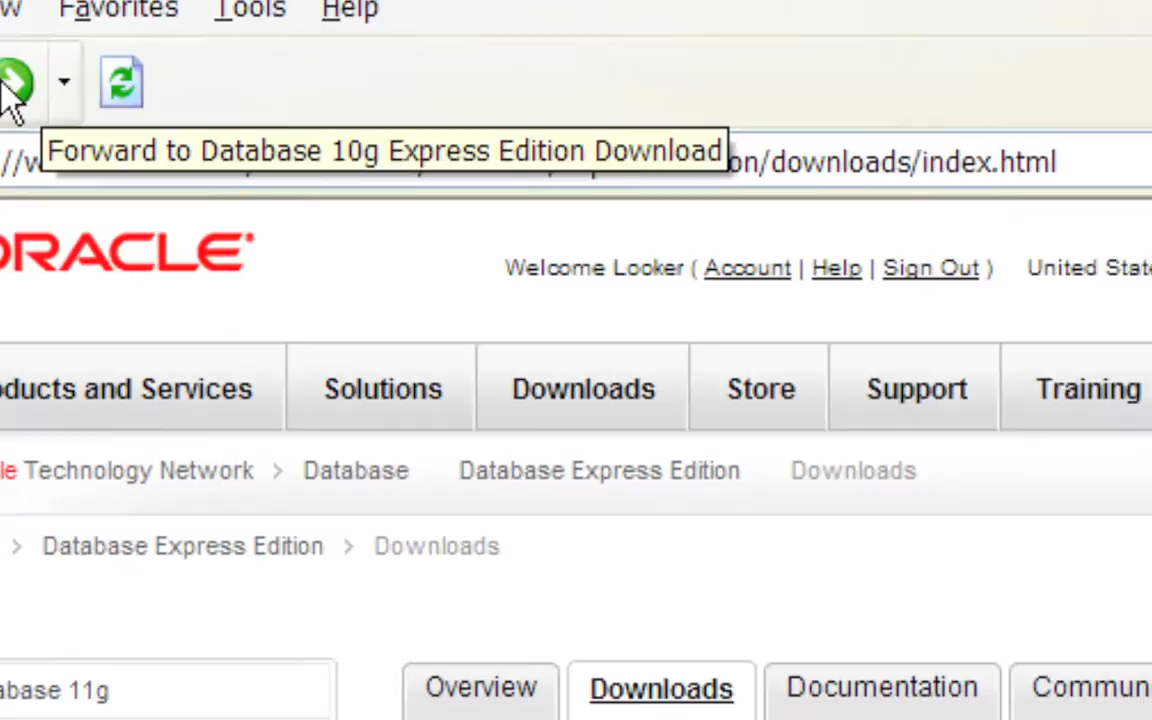 Favorites Tools Help
Forward to Database 10g Express Edition Download
on/downloads/index.html
ORACLE
Welcome Looker ( Account | Help | Sign Out ) United State
ducts and Services Solutions Downloads Store Support Training
le Technology Network > Database Database Express Edition Downloads
> Database Express Edition > Downloads
abase 11g Overview Downloads Documentation Commun